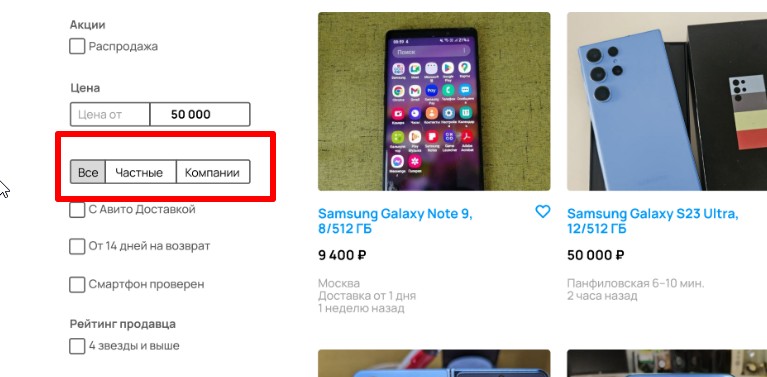 Акции
Распродажа
Цена
Цена от
50 000
Все
Частные
Компании
С Авито Доставкой
От 14 дней на возврат
Смартфон проверен
Рейтинг продавца
4 звезды и выше
Поиск
Samsung Galaxy Note 9,
8/512 ГБ
9 400 ₽
Москва
Доставка от 1 дня
1 неделю назад
Samsung Galaxy S23 Ultra,
12/512 ГБ
50 000 ₽
Панфиловская 6–10 мин.
2 часа назад